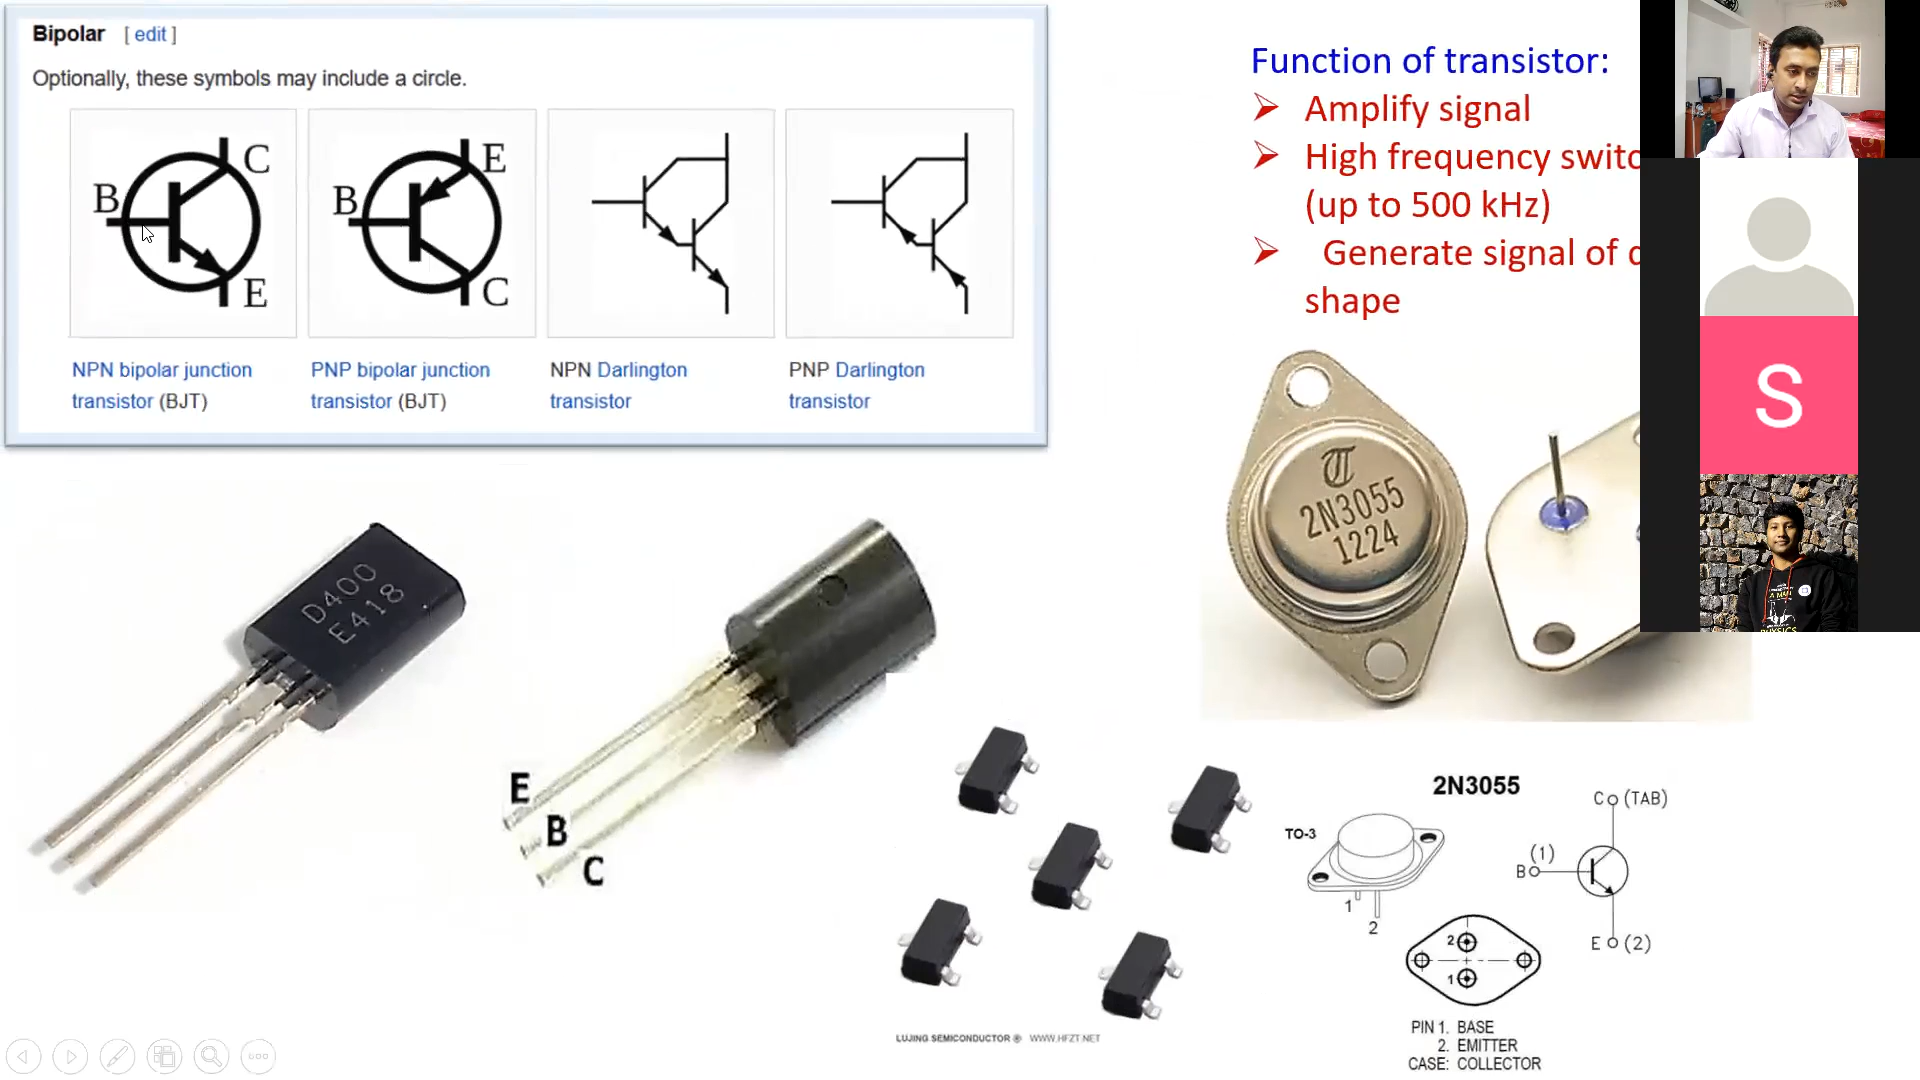 Bipolar [ edit ]
Optionally, these symbols may include a circle.
B C E
B E C
NPN bipolar junction
transistor (BJT)
PNP bipolar junction
transistor (BJT)
NPN Darlington
transistor
PNP Darlington
transistor
Function of transistor:
➢ Amplify signal
➢ High frequency switc
(up to 500 kHz)
➢ Generate signal of
shape
S
2N3055
1224
D400
E418
E
B
C
LUJING SEMICONDUCTOR ® WWW.HFZT.NET
2N3055
TO-3
1
2
C (TAB)
(1)
B
E (2)
2
1
PIN 1. BASE
2. EMITTER
CASE: COLLECTOR
A MAN
PHYSICS